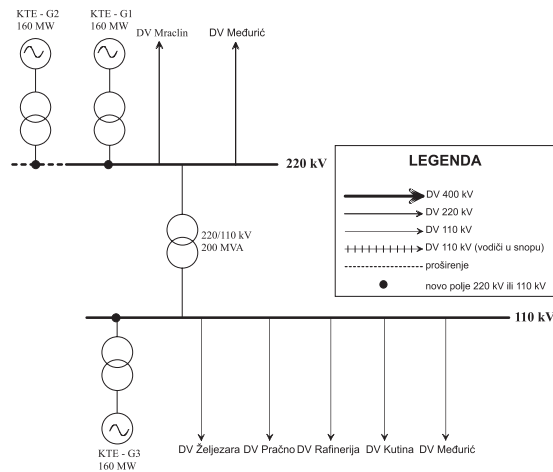 KTE - G2
160 MW
KTE - G1
160 MW
DV Mraclin
DV Međurić
220 kV
220/110 kV
200 MVA
LEGENDA
DV 400 kV
DV 220 kV
DV 110 kV
DV 110 kV (vodiči u snopu)
proširenje
novo polje 220 kV ili 110 kV
110 kV
KTE - G3
160 MW
DV Željezara
DV Pračno
DV Rafinerija
DV Kutina
DV Međurić